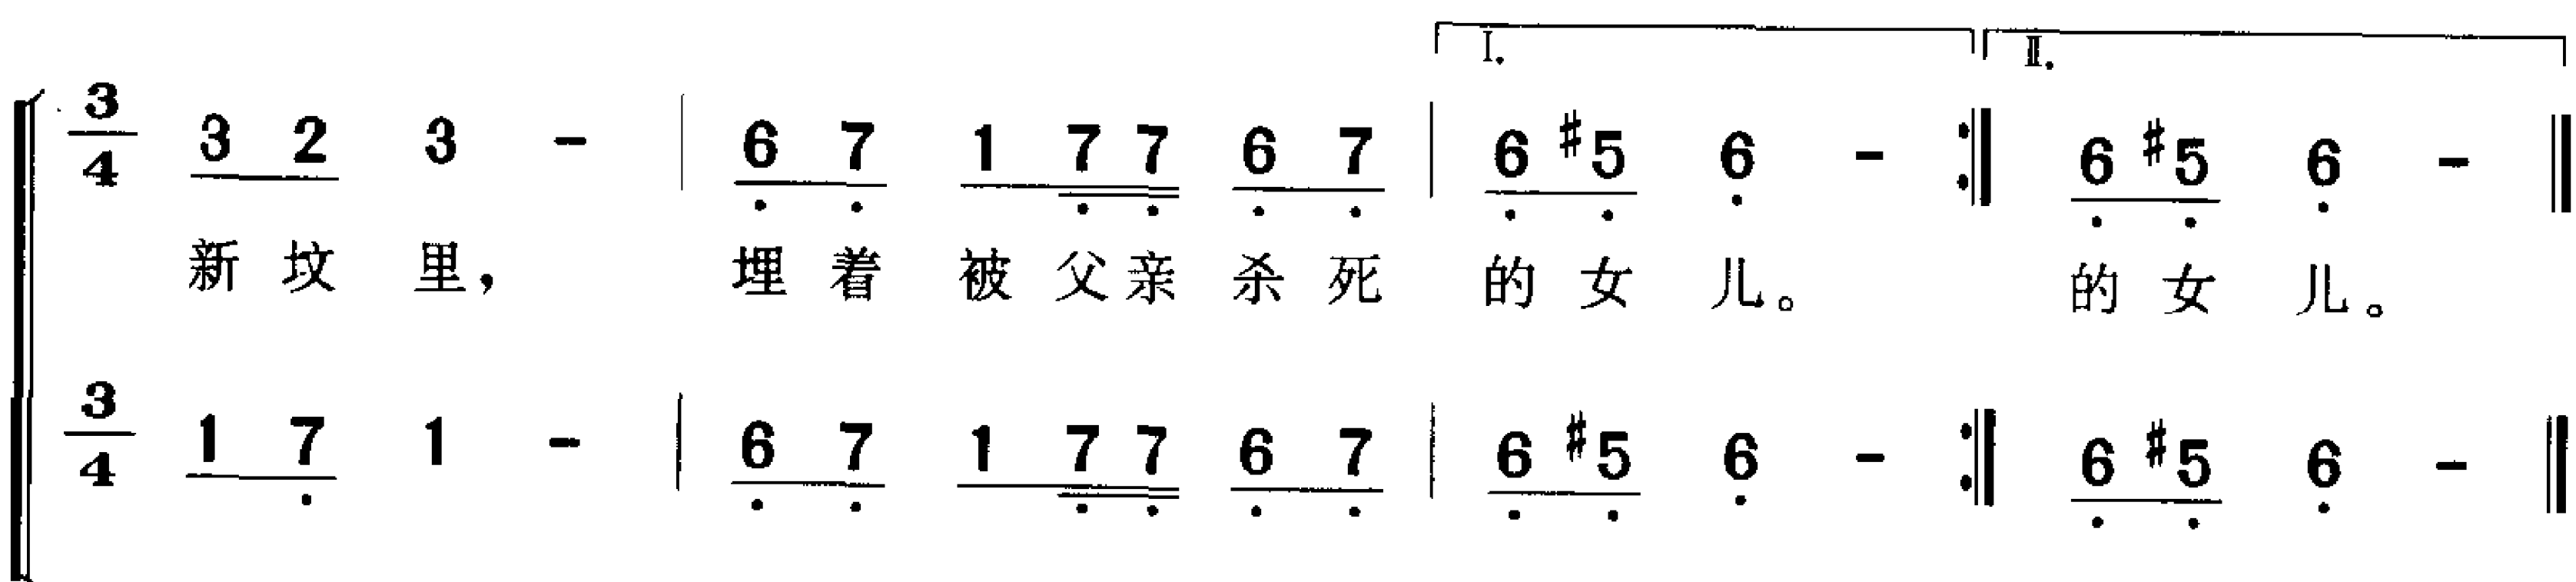 I. II.
3/4 3 2 3 - | 6 7 1 7 7 6 7 | 6 #5 6 - :| 6 #5 6 - ||
新坟里， 埋着被父亲杀死 的女儿。 的女儿。
3/4 1 7 1 - | 6 7 1 7 7 6 7 | 6 #5 6 - :| 6 #5 6 - ||